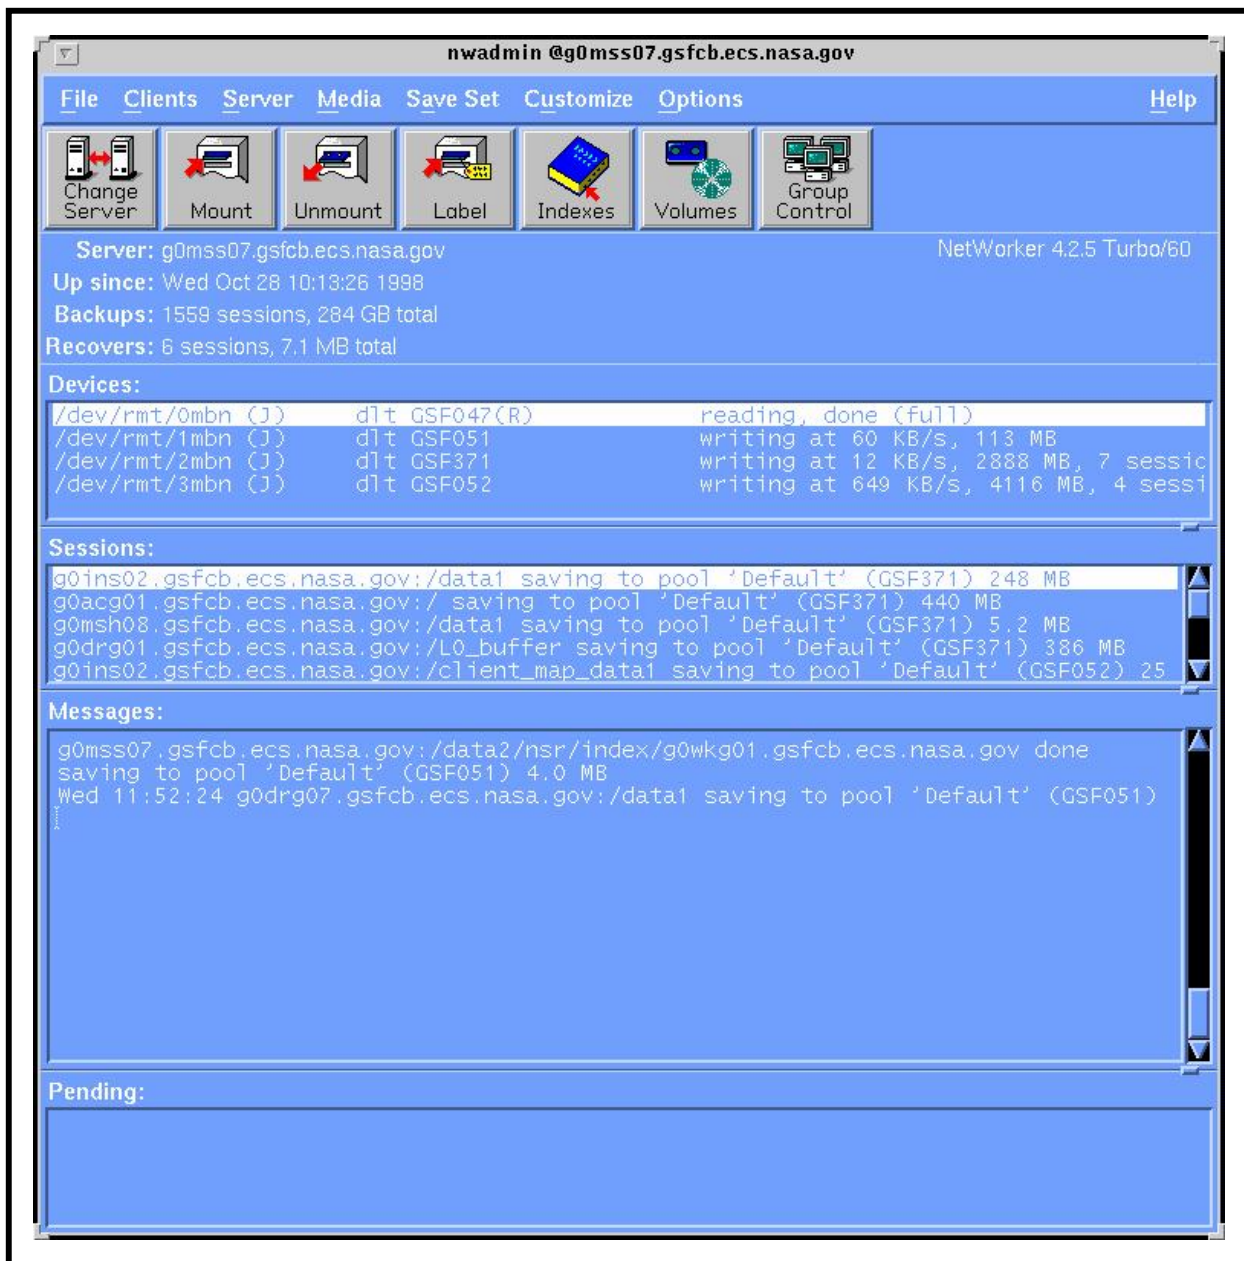 nwadmin @g0mss07.gsfcb.ecs.nasa.gov
File Clients Server Media Save Set Customize Options Help
Change Server
Mount
Unmount
Label
Indexes
Volumes
Group Control
Server: g0mss07.gsfcb.ecs.nasa.gov NetWorker 4.2.5 Turbo/60
Up since: Wed Oct 28 10:13:26 1998
Backups: 1559 sessions, 284 GB total
Recovers: 6 sessions, 7.1 MB total
Devices:
/dev/rmt/0mbn (J) dlt GSF047(R) reading, done (full)
/dev/rmt/1mbn (J) dlt GSF051 writing at 60 KB/s, 113 MB
/dev/rmt/2mbn (J) dlt GSF371 writing at 12 KB/s, 2888 MB, 7 sessic
/dev/rmt/3mbn (J) dlt GSF052 writing at 649 KB/s, 4116 MB, 4 sessi
Sessions:
g0ins02.gsfcb.ecs.nasa.gov:/data1 saving to pool 'Default' (GSF371) 248 MB
g0acg01.gsfcb.ecs.nasa.gov:/ saving to pool 'Default' (GSF371) 440 MB
g0msh08.gsfcb.ecs.nasa.gov:/data1 saving to pool 'Default' (GSF371) 5.2 MB
g0drg01.gsfcb.ecs.nasa.gov:/L0_buffer saving to pool 'Default' (GSF371) 386 MB
g0ins02.gsfcb.ecs.nasa.gov:/client_map_data1 saving to pool 'Default' (GSF052) 25
Messages:
g0mss07.gsfcb.ecs.nasa.gov:/data2/nsr/index/g0wkg01.gsfcb.ecs.nasa.gov done
saving to pool 'Default' (GSF051) 4.0 MB
Wed 11:52:24 g0drg07.gsfcb.ecs.nasa.gov:/data1 saving to pool 'Default' (GSF051)
Pending: